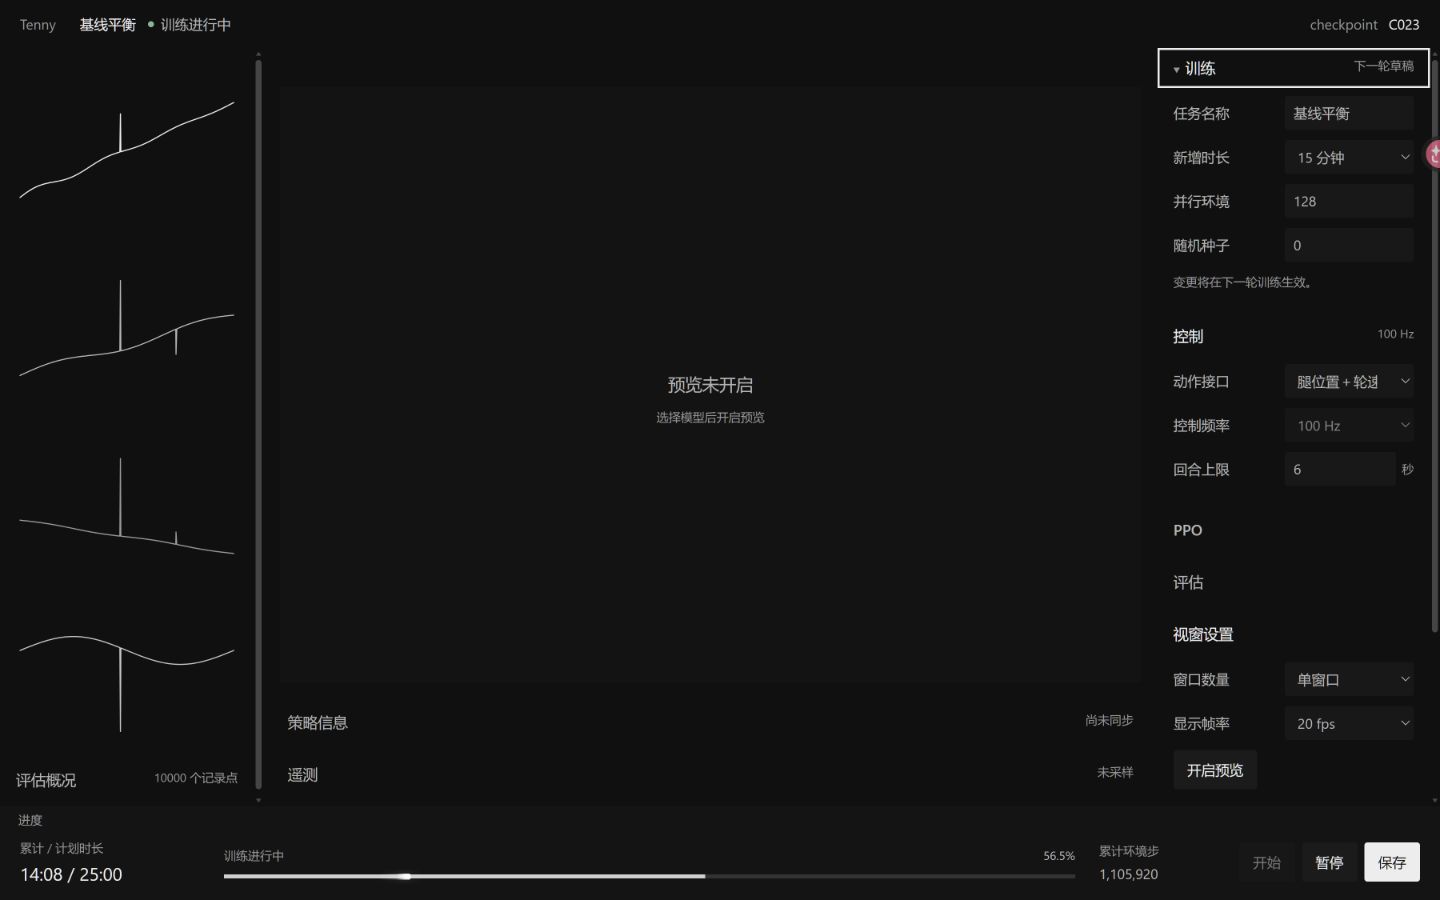 Tenny 基线平衡 训练进行中
checkpoint C023
评估概况 10000 个记录点
预览未开启
选择模型后开启预览
策略信息 尚未同步
遥测 未采样
训练 下一轮草稿
任务名称 基线平衡
新增时长 15 分钟
并行环境 128
随机种子 0
变更将在下一轮训练生效。
控制 100 Hz
动作接口 腿位置 + 轮速
控制频率 100 Hz
回合上限 6 秒
PPO
评估
视窗设置
窗口数量 单窗口
显示帧率 20 fps
开启预览
进度
累计 / 计划时长
14:08 / 25:00
训练进行中 56.5%
累计环境步
1,105,920
开始 暂停 保存